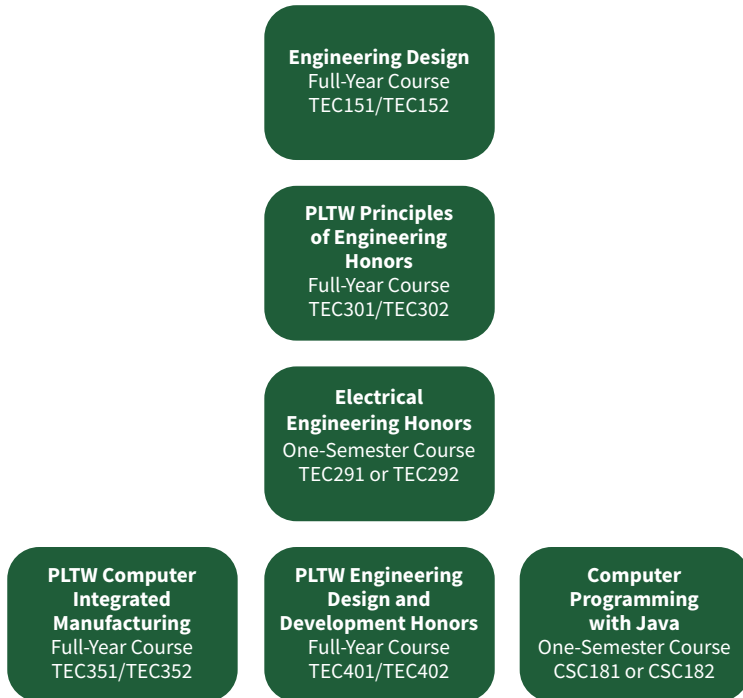 Engineering Design
Full-Year Course
TEC151/TEC152
PLTW Principles
of Engineering
Honors
Full-Year Course
TEC301/TEC302
Electrical
Engineering Honors
One-Semester Course
TEC291 or TEC292
PLTW Computer
Integrated
Manufacturing
Full-Year Course
TEC351/TEC352
PLTW Engineering
Design and
Development Honors
Full-Year Course
TEC401/TEC402
Computer
Programming
with Java
One-Semester Course
CSC181 or CSC182